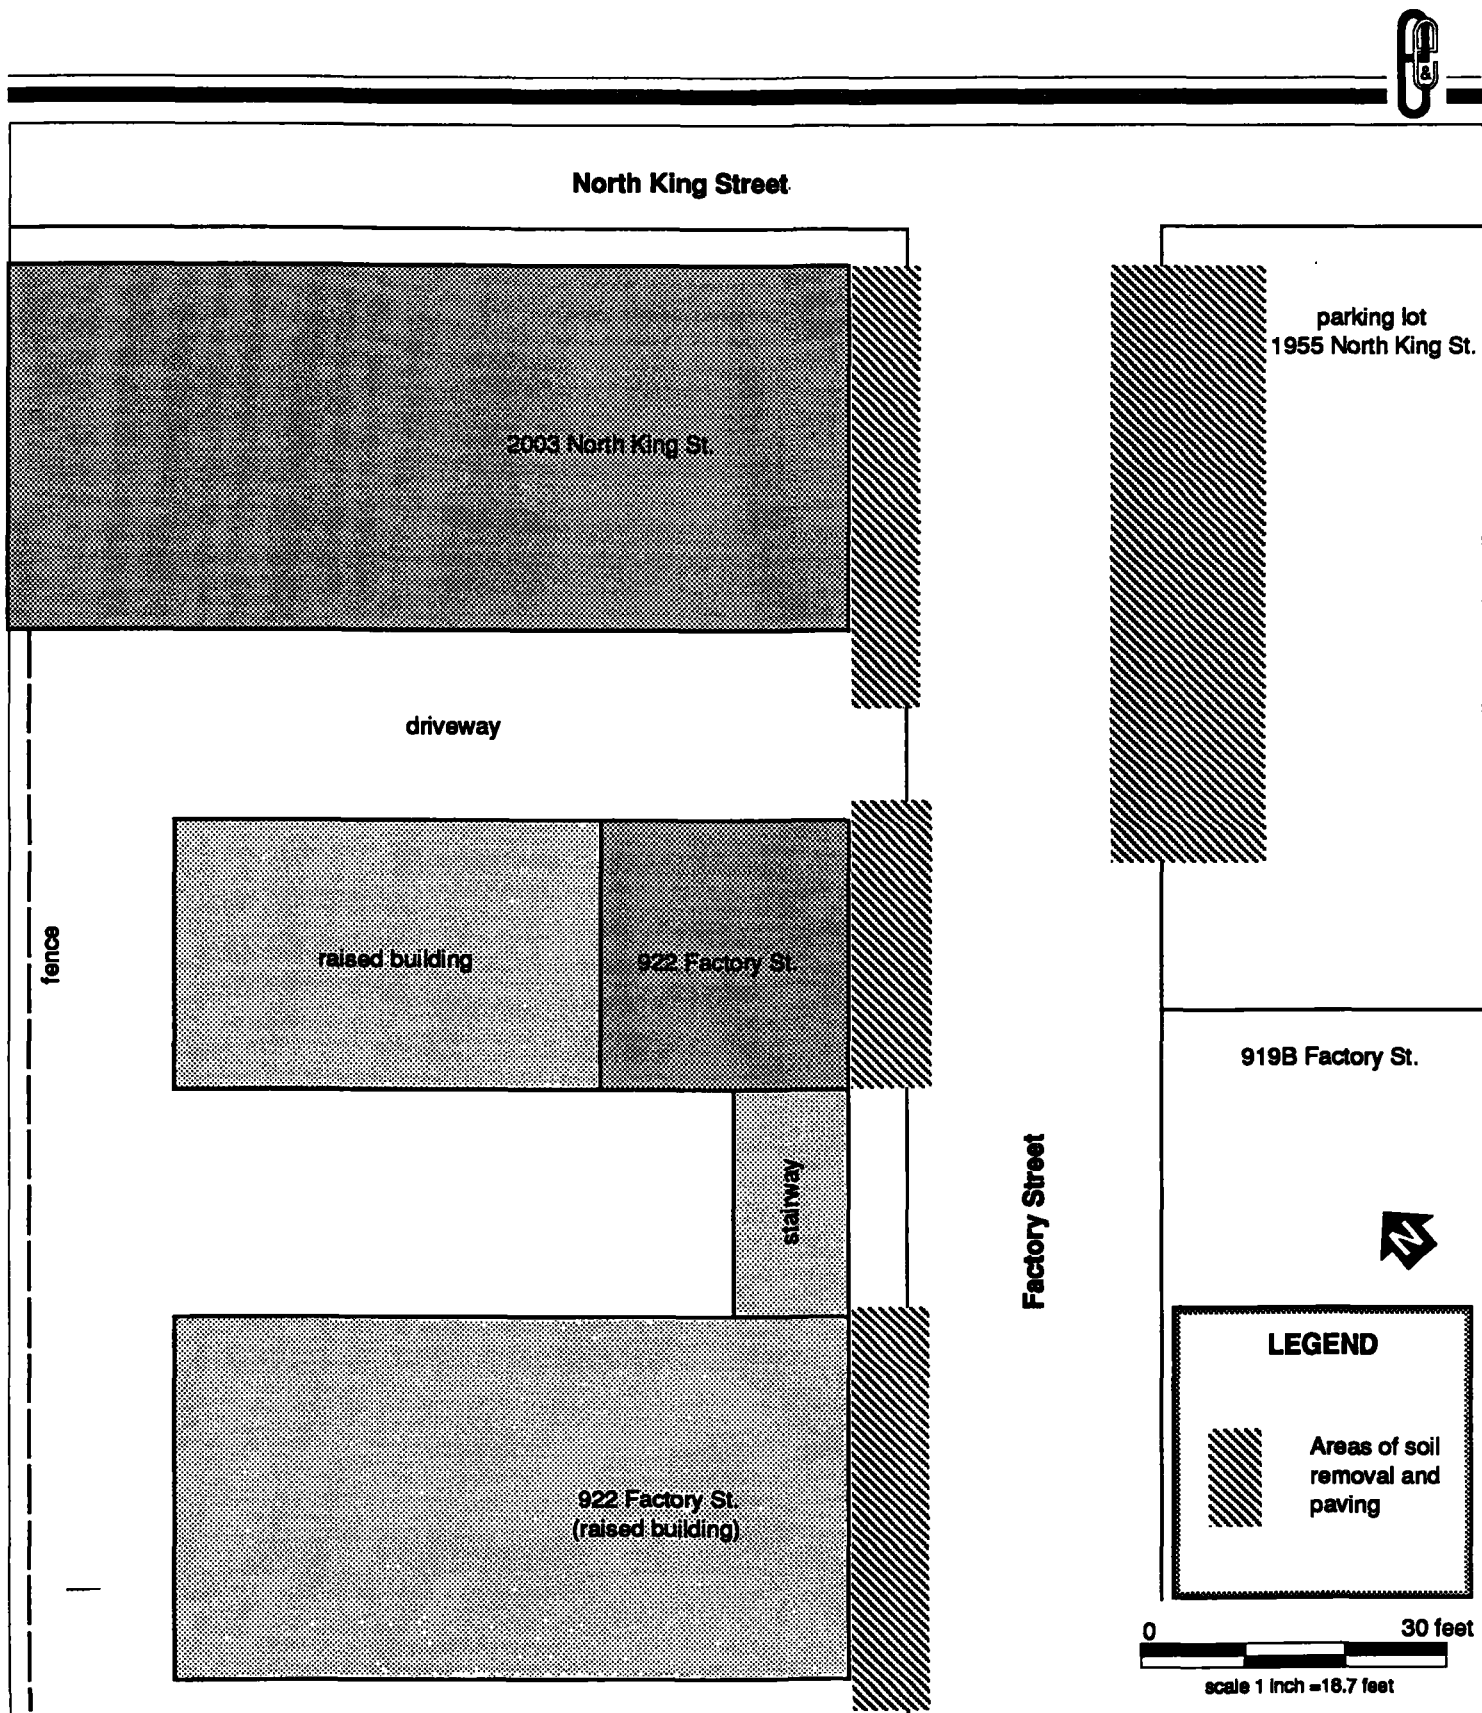 North King Street
parking lot
1955 North King St.
2003 North King St.
driveway
fence
raised building
922 Factory St.
919B Factory St.
stairway
Factory Street
N
LEGEND
Areas of soil
removal and
paving
922 Factory St.
(raised building)
0 30 feet
scale 1 inch =18.7 feet